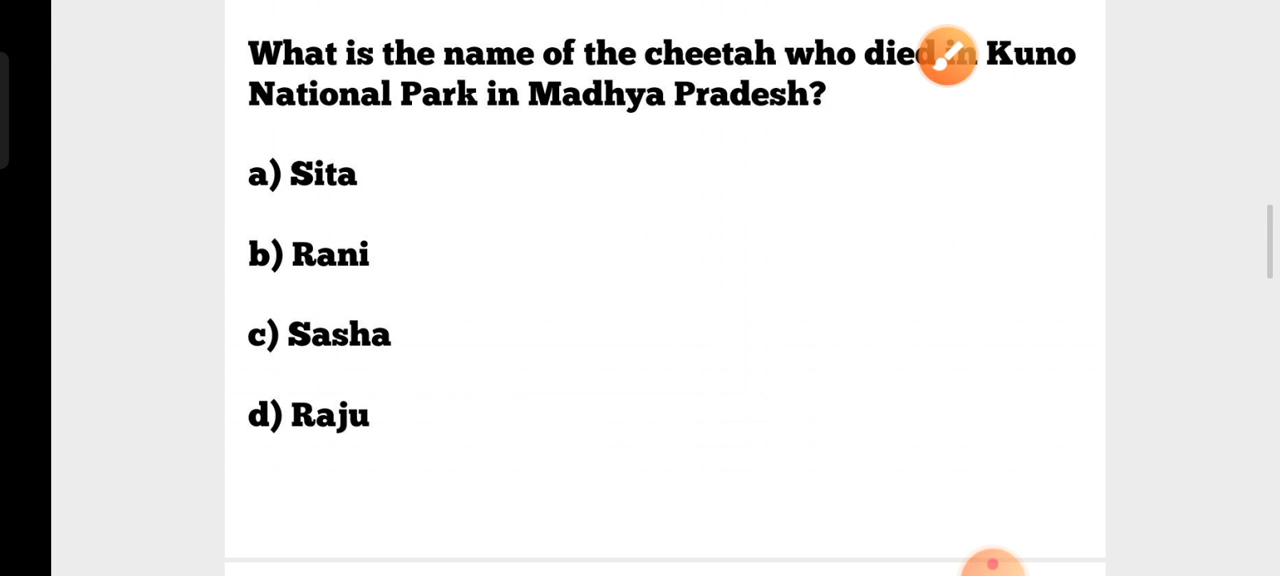 What is the name of the cheetah who died in Kuno
National Park in Madhya Pradesh?
a) Sita
b) Rani
c) Sasha
d) Raju